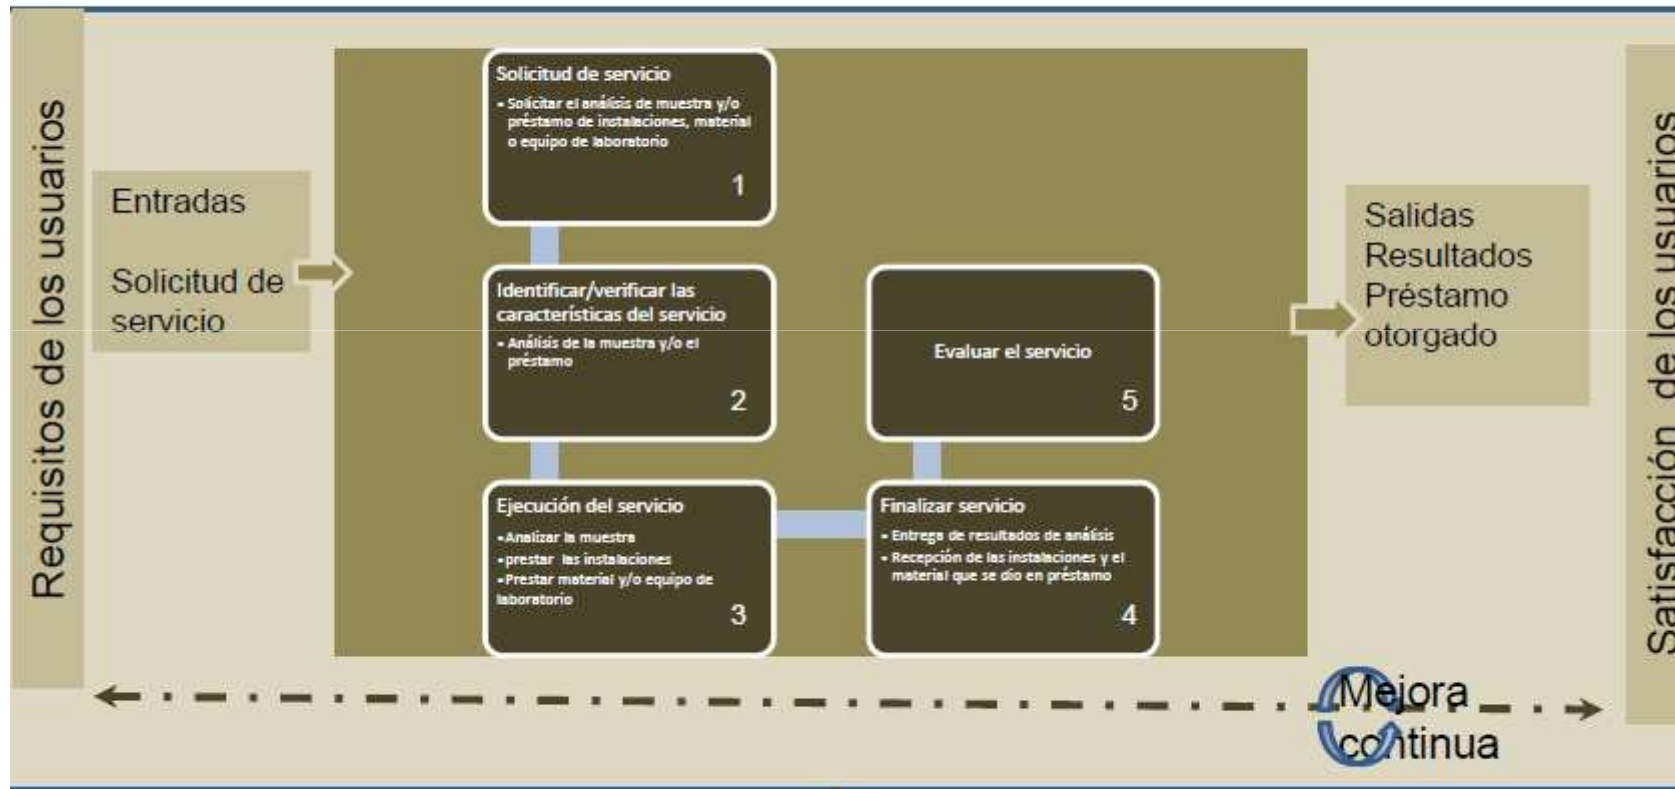 Requisitos de los usuarios
Entradas
Solicitud de
servicio
Solicitud de servicio
• Solicitar el análisis de muestra y/o
préstamo de instalaciones, material
o equipo de laboratorio
1
Identificar/verificar las
características del servicio
• Análisis de la muestra y/o el
préstamo
2
Ejecución del servicio
•Analizar la muestra
•prestar las instalaciones
•Prestar material y/o equipo de
laboratorio
3
Finalizar servicio
• Entrega de resultados de análisis
• Recepción de las instalaciones y el
material que se dio en préstamo
4
Evaluar el servicio
5
Salidas
Resultados
Préstamo
otorgado
Satisfacción de los usuarios
Mejora
continua